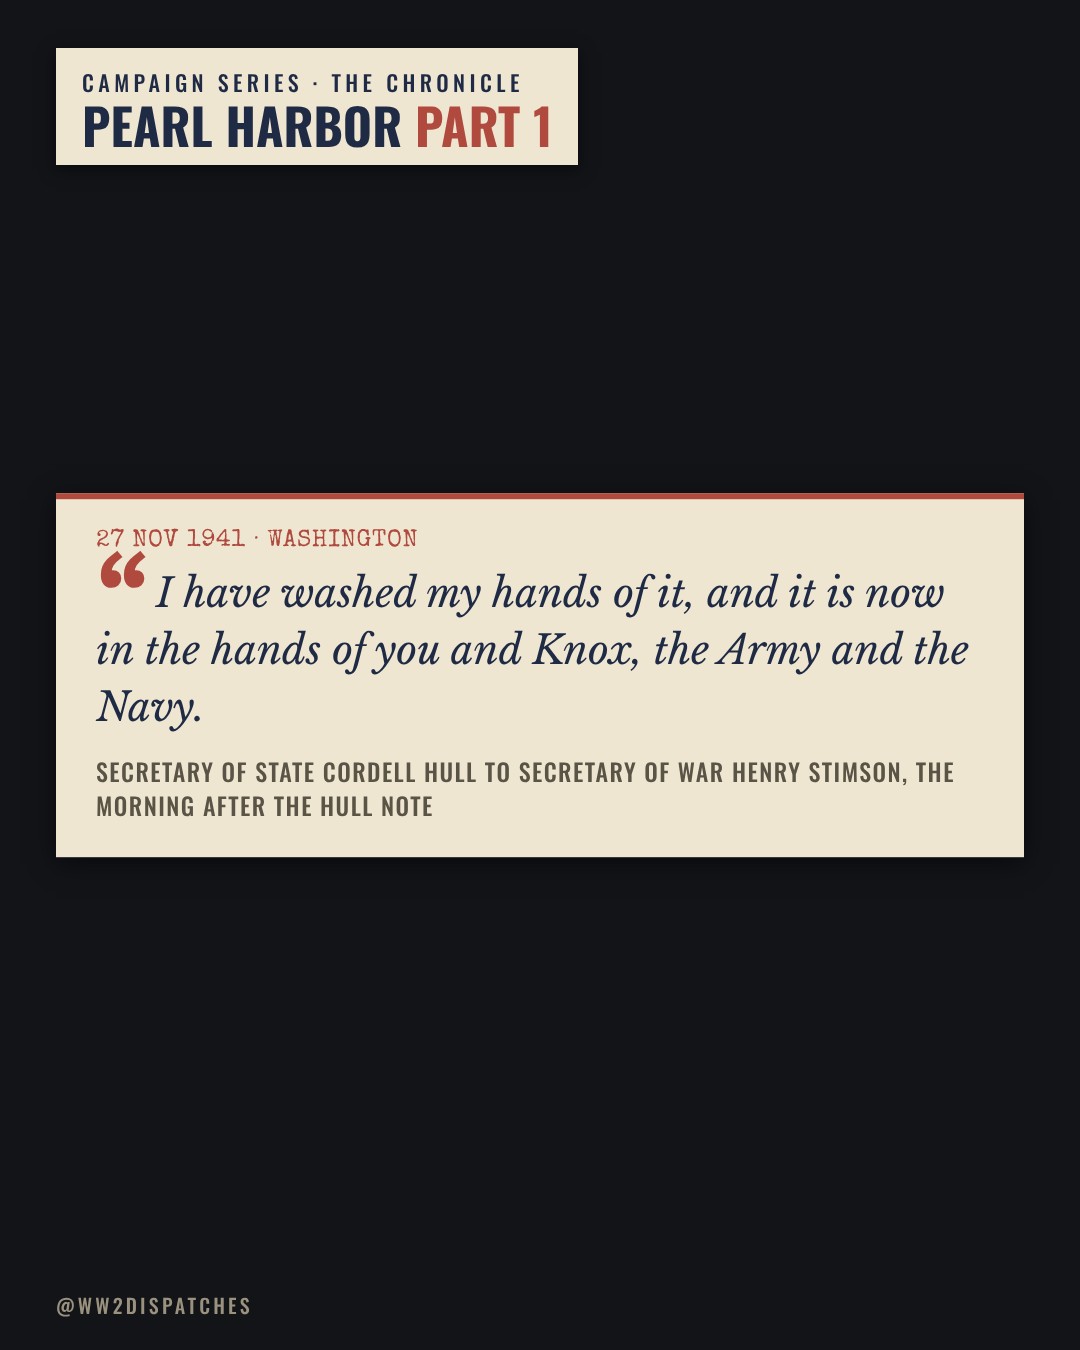 CAMPAIGN SERIES · THE CHRONICLE
PEARL HARBOR PART 1
27 NOV 1941 · WASHINGTON
“I have washed my hands of it, and it is now
in the hands of you and Knox, the Army and the
Navy.
SECRETARY OF STATE CORDELL HULL TO SECRETARY OF WAR HENRY STIMSON, THE
MORNING AFTER THE HULL NOTE
@WW2DISPATCHES